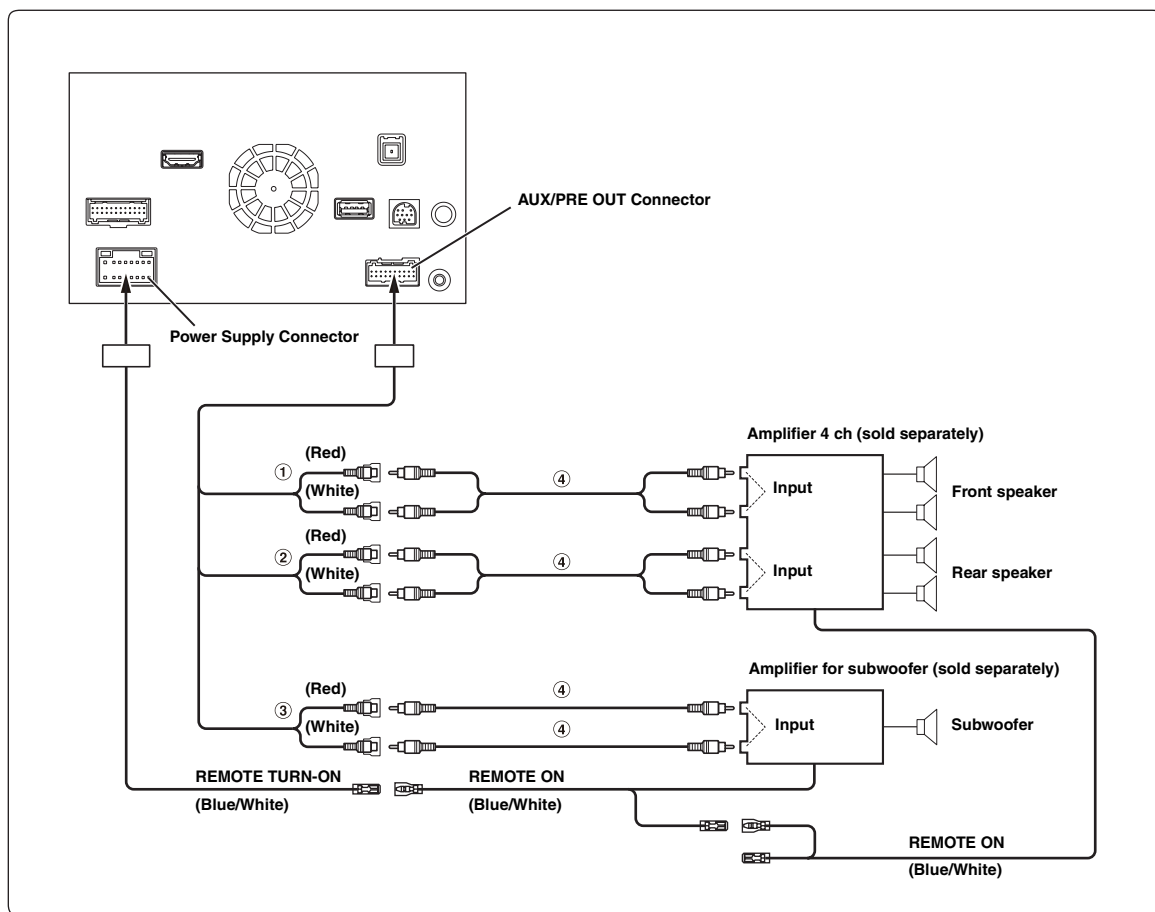 AUX/PRE OUT Connector
Power Supply Connector
Amplifier 4 ch (sold separately)
(Red)
①
(White)
④
Input
Front speaker
(Red)
②
(White)
④
Input
Rear speaker
Amplifier for subwoofer (sold separately)
(Red)
④
③
(White)
④
Input
Subwoofer
REMOTE TURN-ON
(Blue/White)
REMOTE ON
(Blue/White)
REMOTE ON
(Blue/White)